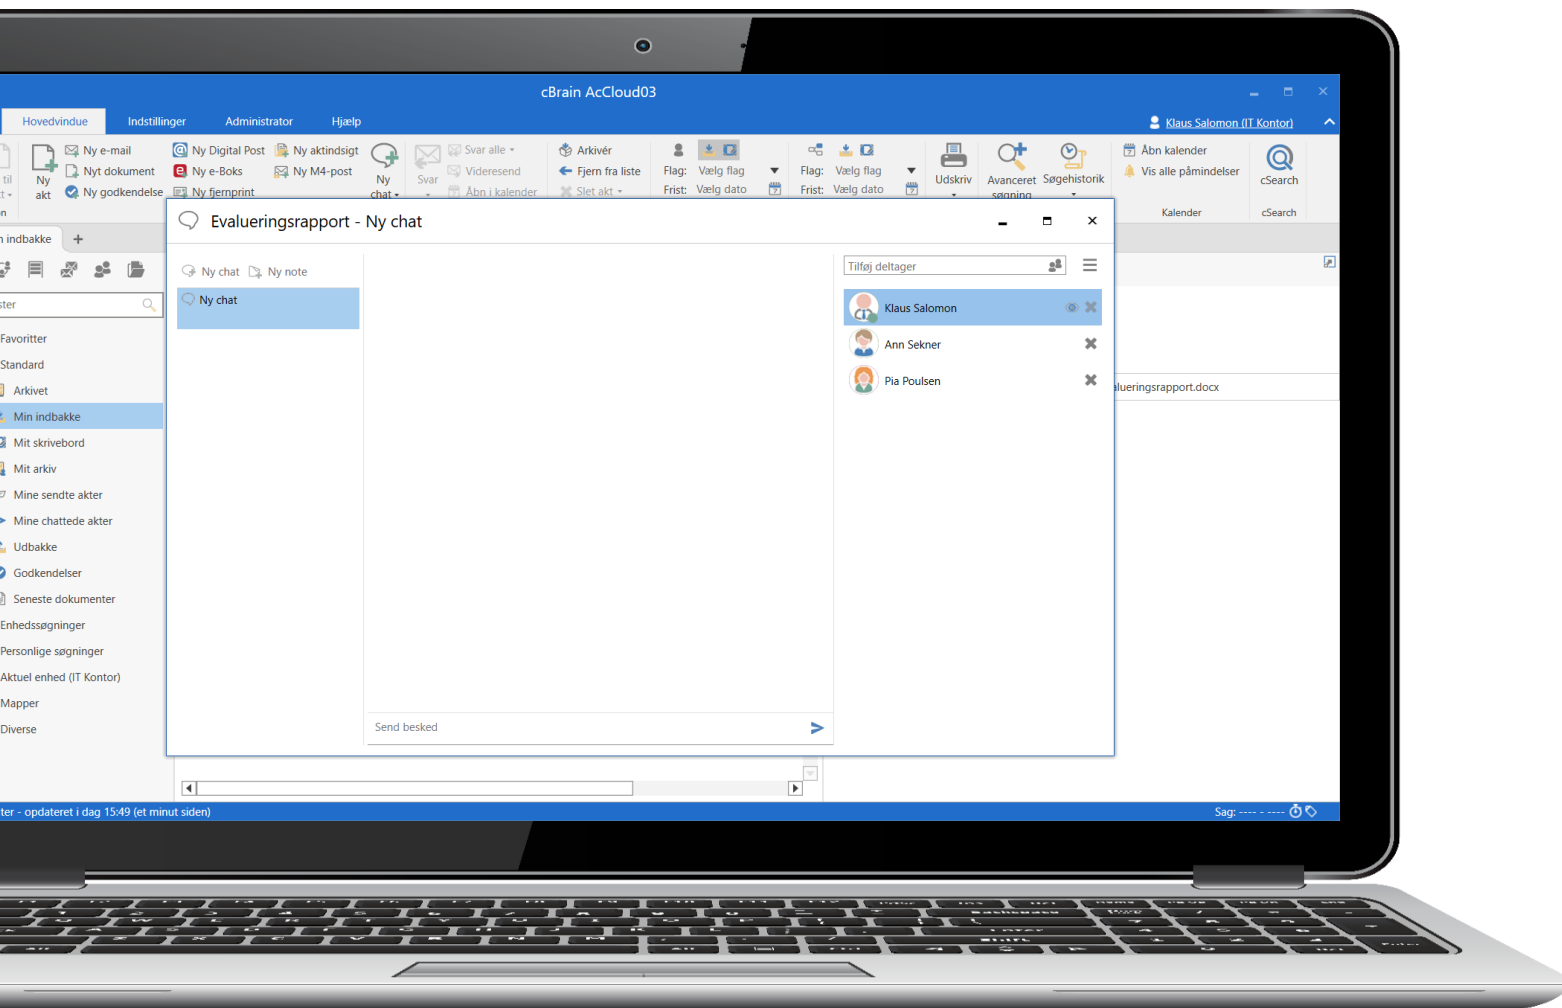 cBrain AcCloud03
Hovedvindue Indstillinger Administrator Hjælp Klaus Salomon (IT Kontor)
Ny akt
Ny e-mail
Nyt dokument
Ny godkendelse
Ny Digital Post
Ny e-Boks
Ny fjernprint
Ny aktindsigt
Ny M4-post
Ny chat
Svar
Svar alle
Videresend
Åbn i kalender
Arkivér
Fjern fra liste
Slet akt
Flag: Vælg flag
Frist: Vælg dato
Flag: Vælg flag
Frist: Vælg dato
Udskriv
Avanceret søgning
Søgehistorik
Åbn kalender
Vis alle påmindelser
Kalender
cSearch
cSearch
indbakke +
Favoritter
Standard
Arkivet
Min indbakke
Mit skrivebord
Mit arkiv
Mine sendte akter
Mine chattede akter
Udbakke
Godkendelser
Seneste dokumenter
Enhedssøgninger
Personlige søgninger
Aktuel enhed (IT Kontor)
Mapper
Diverse
Evalueringsrapport - Ny chat
Ny chat Ny note
Ny chat
Send besked
Tilføj deltager
Klaus Salomon
Ann Sekner
Pia Poulsen
alueringsrapport.docx
ter - opdateret i dag 15:49 (et minut siden)
Sag: ---- - ----